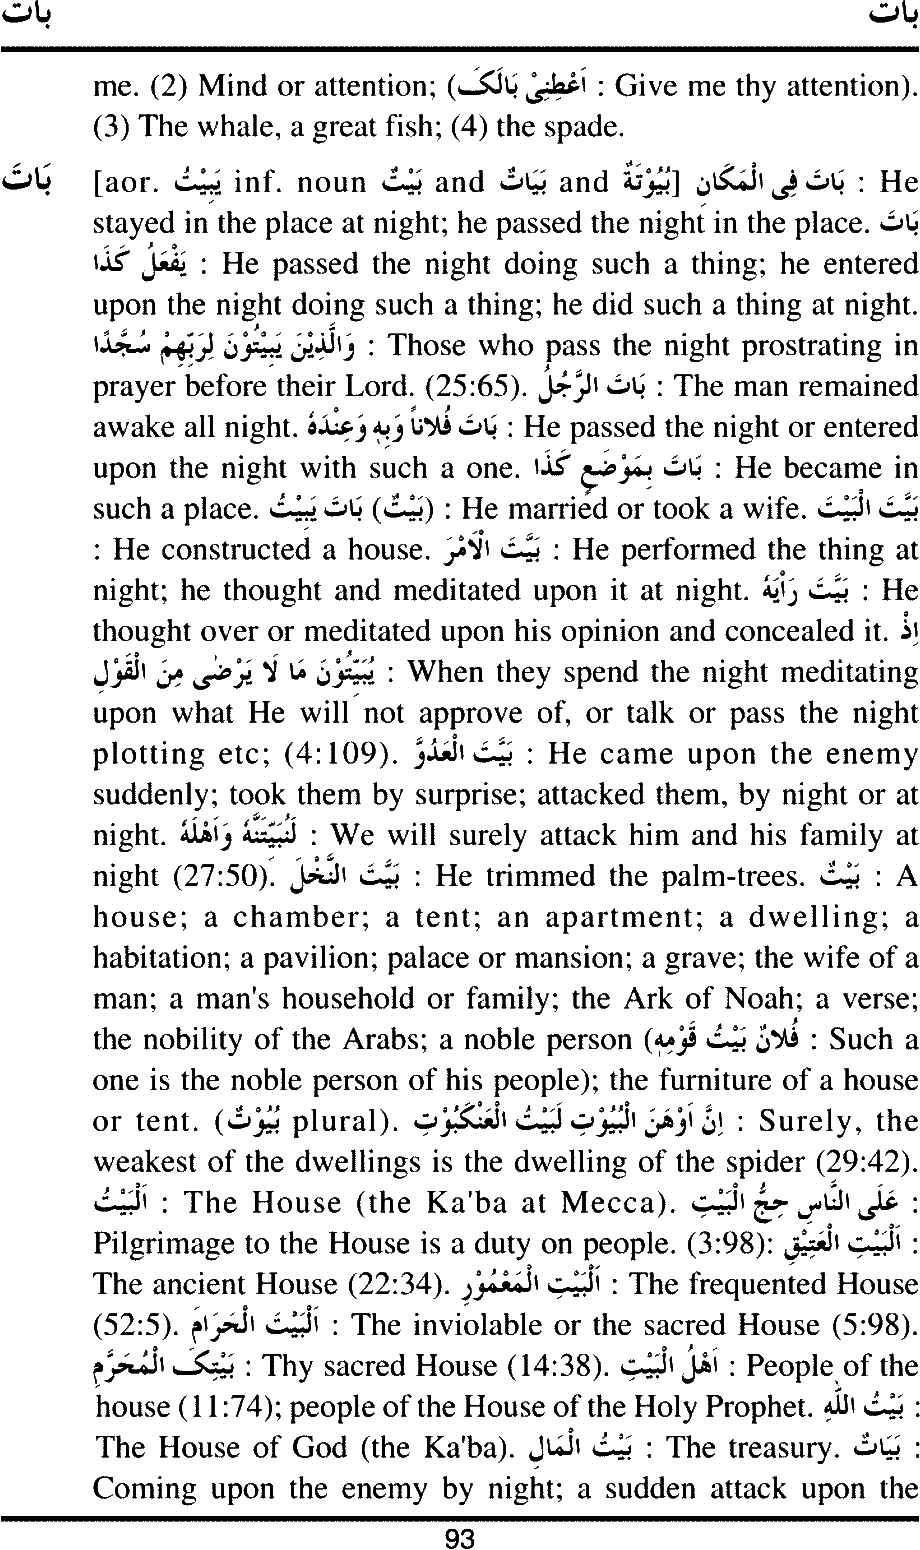 بات بات
me. (2) Mind or attention; (اَعْطِنِیْ بَالَکَ : Give me thy attention).
(3) The whale, a great fish; (4) the spade.
بَاتَ [aor. یَبِیْتُ inf. noun بَیْتٌ and بَیَاتٌ and بَیْتُوْتَةٌ] بَاتَ فِی الْمَکَانِ : He
stayed in the place at night; he passed the night in the place. بَاتَ
یَفْعَلُ کَذَا : He passed the night doing such a thing; he entered
upon the night doing such a thing; he did such a thing at night.
وَالَّذِیْنَ یَبِیْتُوْنَ لِرَبِّهِمْ سُجَّدًا : Those who pass the night prostrating in
prayer before their Lord. (25:65). بَاتَ الرَّجُلُ : The man remained
awake all night. بَاتَ فُلَاناً وَبِهٖ وَعِنْدَهُ : He passed the night or entered
upon the night with such a one. بَاتَ بِمَوْضِعِ کَذَا : He became in
such a place. بَاتَ یَبِیْتُ (بَیْتٌ) : He married or took a wife. بَیَّتَ الْبَیْتَ
: He constructed a house. بَیَّتَ الْاَمْرَ : He performed the thing at
night; he thought and meditated upon it at night. بَیَّتَ رَاْیَهُ : He
thought over or meditated upon his opinion and concealed it. اِذْ
یُبَیِّتُوْنَ مَا لَا یَرْضٰی مِنَ الْقَوْلِ : When they spend the night meditating
upon what He will not approve of, or talk or pass the night
plotting etc; (4:109). بَیَّتَ الْعَدُوَّ : He came upon the enemy
suddenly; took them by surprise; attacked them, by night or at
night. لَنُبَیِّتَنَّهُ وَاَهْلَهُ : We will surely attack him and his family at
night (27:50). بَیَّتَ النَّخْلَ : He trimmed the palm-trees. بَیْتٌ : A
house; a chamber; a tent; an apartment; a dwelling; a
habitation; a pavilion; palace or mansion; a grave; the wife of a
man; a man's household or family; the Ark of Noah; a verse;
the nobility of the Arabs; a noble person (فُلَانٌ بَیْتُ قَوْمِهٖ : Such a
one is the noble person of his people); the furniture of a house
or tent. (بُیُوْتٌ plural). اِنَّ اَوْهَنَ الْبُیُوْتِ لَبَیْتُ الْعَنْکَبُوْتِ : Surely, the
weakest of the dwellings is the dwelling of the spider (29:42).
اَلْبَیْتُ : The House (the Ka'ba at Mecca). عَلَی النَّاسِ حِجُّ الْبَیْتِ :
Pilgrimage to the House is a duty on people. (3:98): اَلْبَیْتِ الْعَتِیْقِ :
The ancient House (22:34). اَلْبَیْتِ الْمَعْمُوْرِ : The frequented House
(52:5). اَلْبَیْتَ الْحَرَامَ : The inviolable or the sacred House (5:98).
بَیْتِکَ الْمُحَرَّمِ : Thy sacred House (14:38). اَهْلَ الْبَیْتِ : People of the
house (11:74); people of the House of the Holy Prophet. بَیْتُ اللّٰهِ :
The House of God (the Ka'ba). بَیْتُ الْمَالِ : The treasury. بَیَاتٌ :
Coming upon the enemy by night; a sudden attack upon the
93